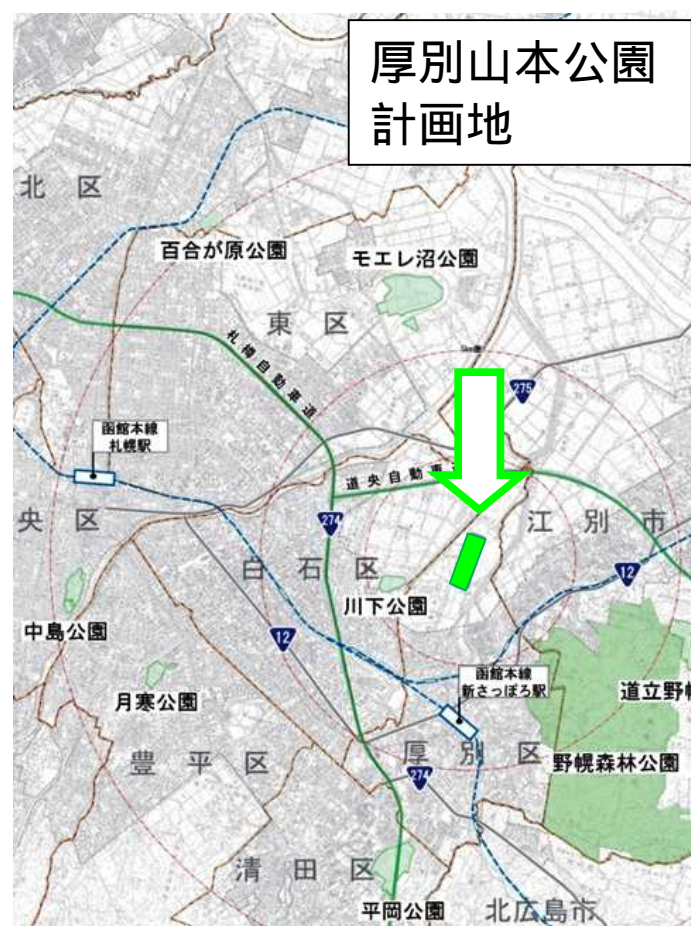 厚別山本公園
計画地
北区
百合が原公園
モエレ沼公園
東区
札樽自動車道
275
函館本線
札幌駅
道央自動車
274
央区
江別市
白石区
12
川下公園
中島公園
12
函館本線
新さっぽろ駅
月寒公園
道立野幌
豊平区
厚別区
野幌森林公園
274
清田区
平岡公園
北広島市